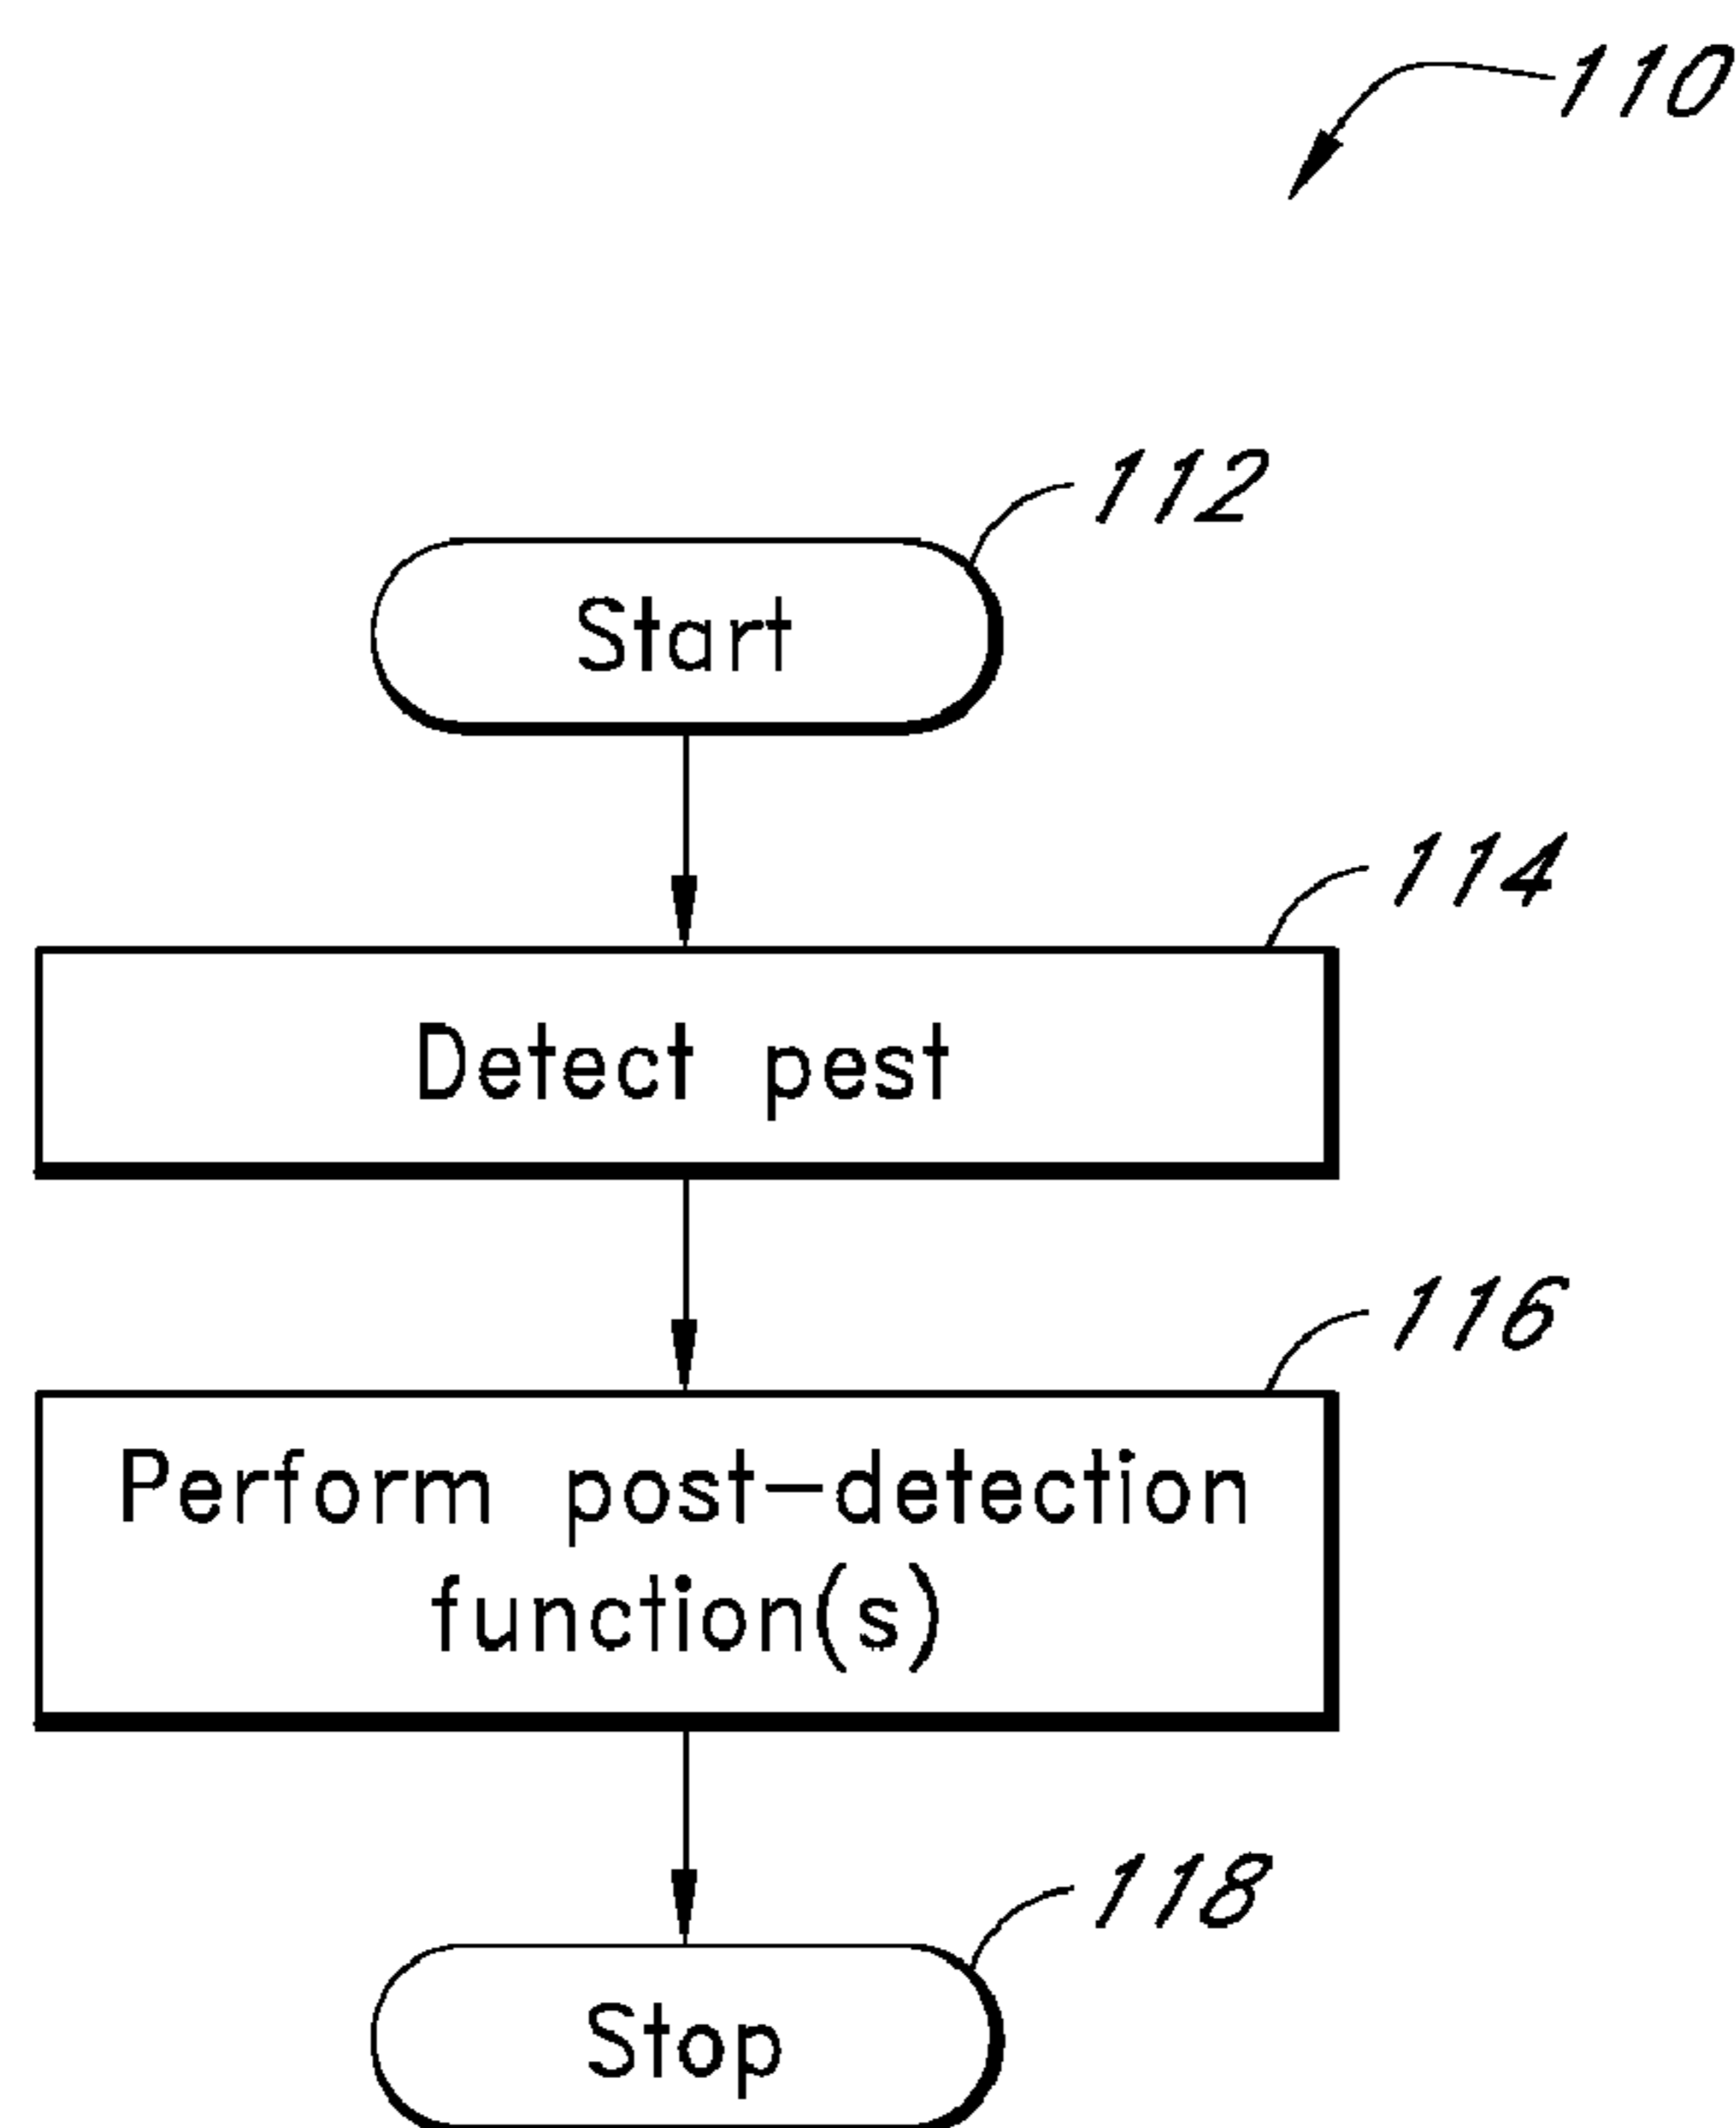 110
112
Start
114
Detect pest
116
Perform post-detection
function(s)
118
Stop